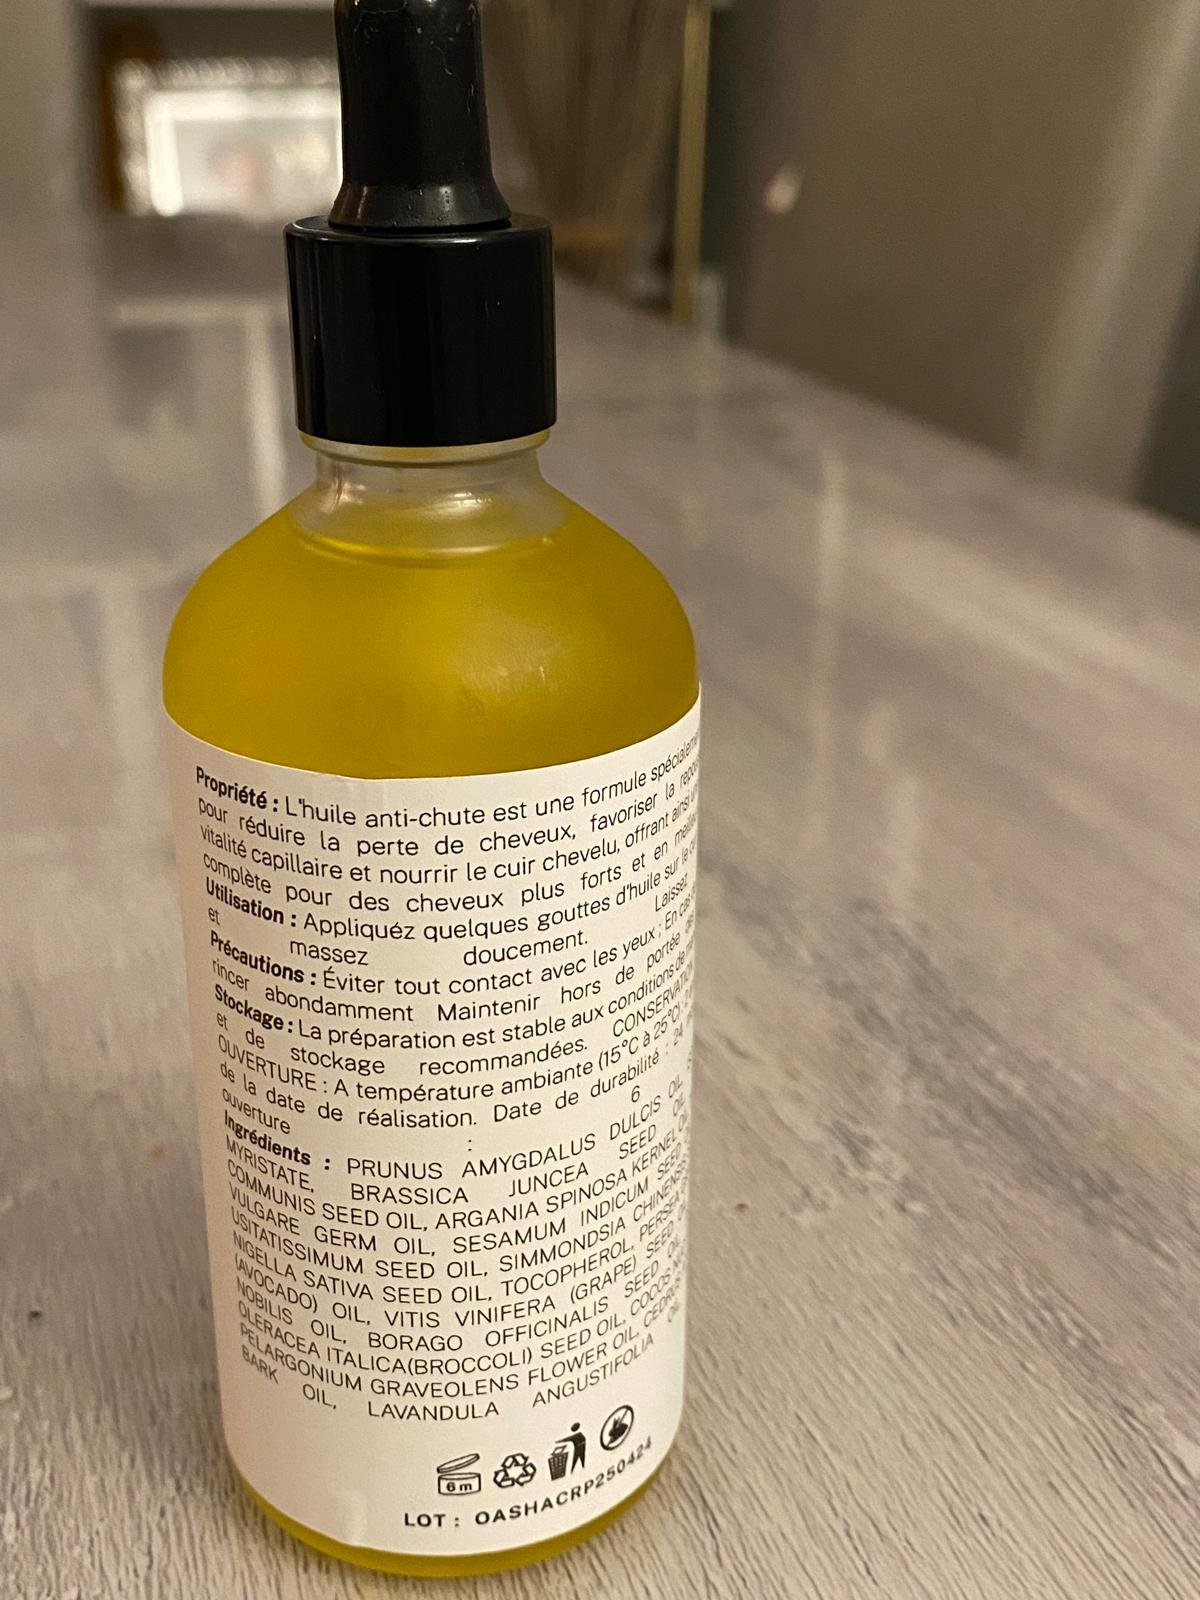 Propriété : L'huile anti-chute est une formule
pour réduire la perte de cheveux, favoriser la
vitalité capillaire et nourrir le cuir chevelu, offrant ainsi
complète pour des cheveux plus forts et en
Utilisation : Appliquéz quelques gouttes d'huile sur le
et massez doucement. Laissez
Précautions : Éviter tout contact avec les yeux ; En cas
rincer abondamment Maintenir hors de portée
Stockage : La préparation est stable aux conditions de
et de stockage recommandées.
OUVERTURE : A température ambiante (15°C à 25°C)
de la date de réalisation. Date de durabilité : 24
ouverture : 6
Ingrédients : PRUNUS AMYGDALUS DULCIS OIL
MYRISTATE, BRASSICA JUNCEA SEED OIL
COMMUNIS SEED OIL, ARGANIA SPINOSA KERNEL OIL
VULGARE GERM OIL, SESAMUM INDICUM SEED
USITATISSIMUM SEED OIL, SIMMONDSIA
NIGELLA SATIVA SEED OIL, TOCOPHEROL, PERSEA
(AVOCADO) OIL, VITIS VINIFERA (GRAPE) SEED
NOBILIS OIL, BORAGO OFFICINALIS SEED OIL
OLERACEA ITALICA(BROCCOLI) SEED OIL, COCOS
PELARGONIUM GRAVEOLENS FLOWER OIL, CEDRUS
BARK OIL, LAVANDULA ANGUSTIFOLIA OIL
6m
LOT : OASHACRP250424